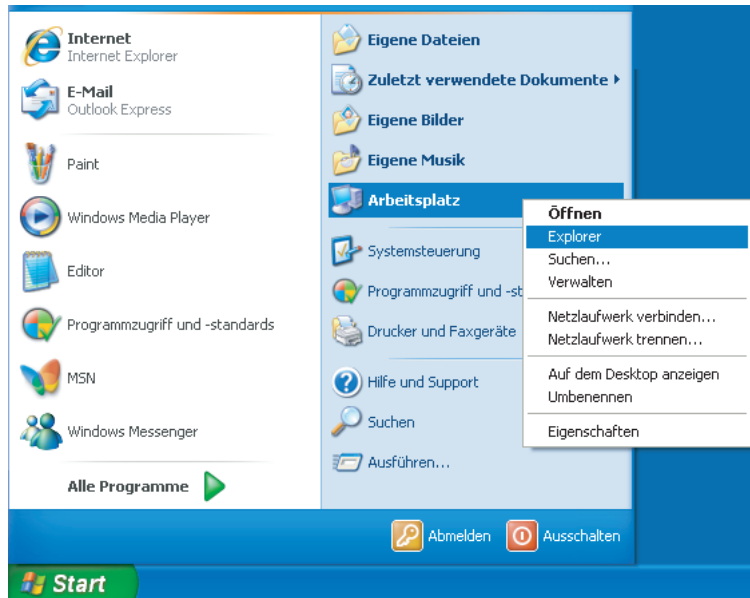 Internet
Internet Explorer
E-Mail
Outlook Express
Paint
Windows Media Player
Editor
Programmzugriff und -standards
MSN
Windows Messenger
Alle Programme
Eigene Dateien
Zuletzt verwendete Dokumente
Eigene Bilder
Eigene Musik
Arbeitsplatz
Systemsteuerung
Programmzugriff und -st
Drucker und Faxgeräte
Hilfe und Support
Suchen
Ausführen...
Öffnen
Explorer
Suchen...
Verwalten
Netzlaufwerk verbinden...
Netzlaufwerk trennen...
Auf dem Desktop anzeigen
Umbenennen
Eigenschaften
Abmelden
Ausschalten
Start